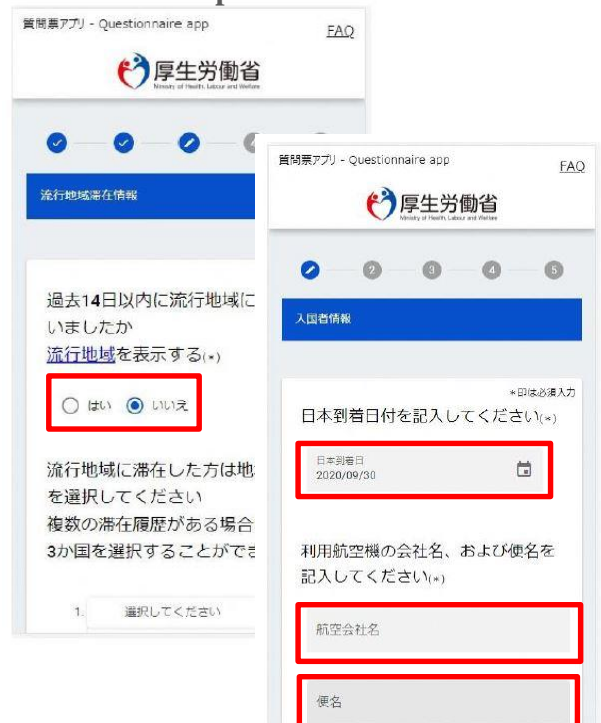 質問票アプリ - Questionnaire app
FAQ
厚生労働省
Ministry of Health, Labour and Welfare
流行地域滞在情報
過去14日以内に流行地域に
いましたか
流行地域を表示する(*)
はい いいえ
流行地域に滞在した方は地
を選択してください
複数の滞在履歴がある場合
3か国を選択することができ
1. 選択してください
質問票アプリ - Questionnaire app
FAQ
厚生労働省
Ministry of Health, Labour and Welfare
2 3 4 5
入国者情報
*印は必須入力
日本到着日付を記入してください(*)
日本到着日
2020/09/30
利用航空機の会社名、および便名を
記入してください(*)
航空会社名
便名